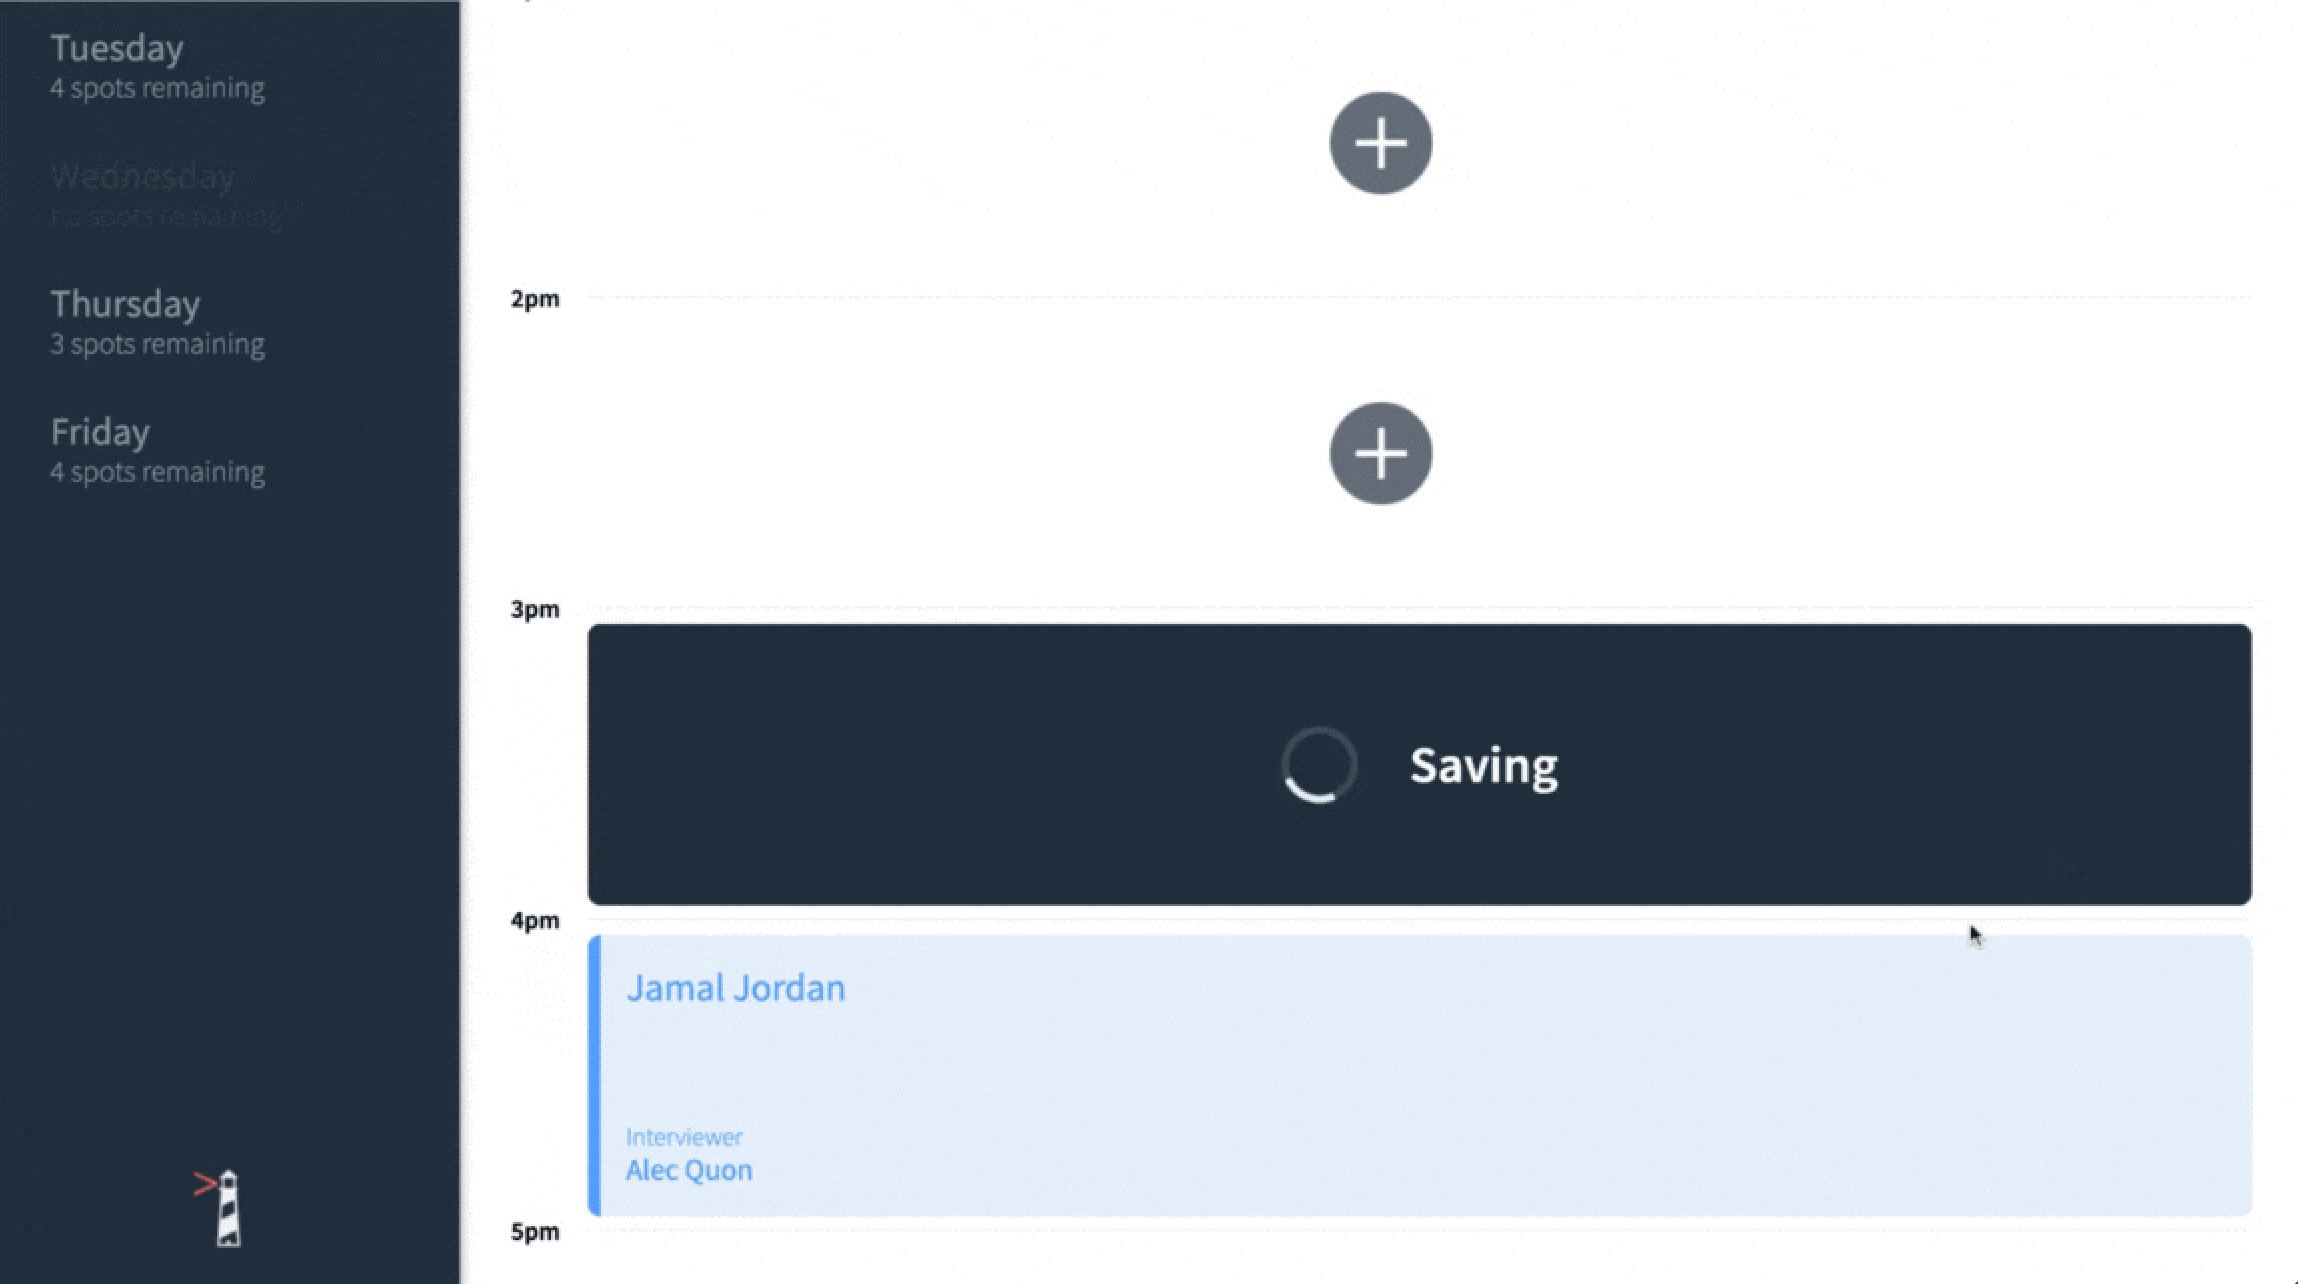 Tuesday
4 spots remaining
Wednesday
no spots remaining
Thursday
3 spots remaining
Friday
4 spots remaining
2pm
3pm
Saving
4pm
Jamal Jordan
Interviewer
Alec Quon
5pm